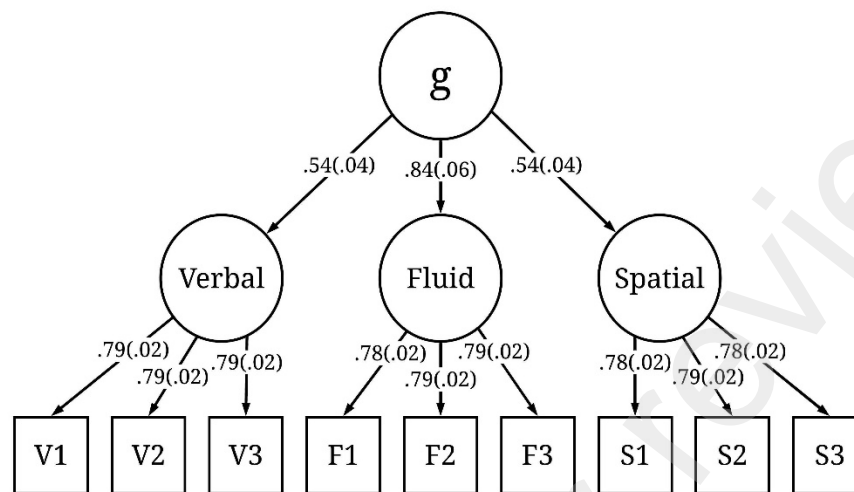 g
.54(.04) .84(.06) .54(.04)
Verbal Fluid Spatial
.79(.02) .79(.02) .79(.02) .78(.02) .79(.02) .79(.02) .78(.02) .79(.02) .78(.02)
V1 V2 V3 F1 F2 F3 S1 S2 S3